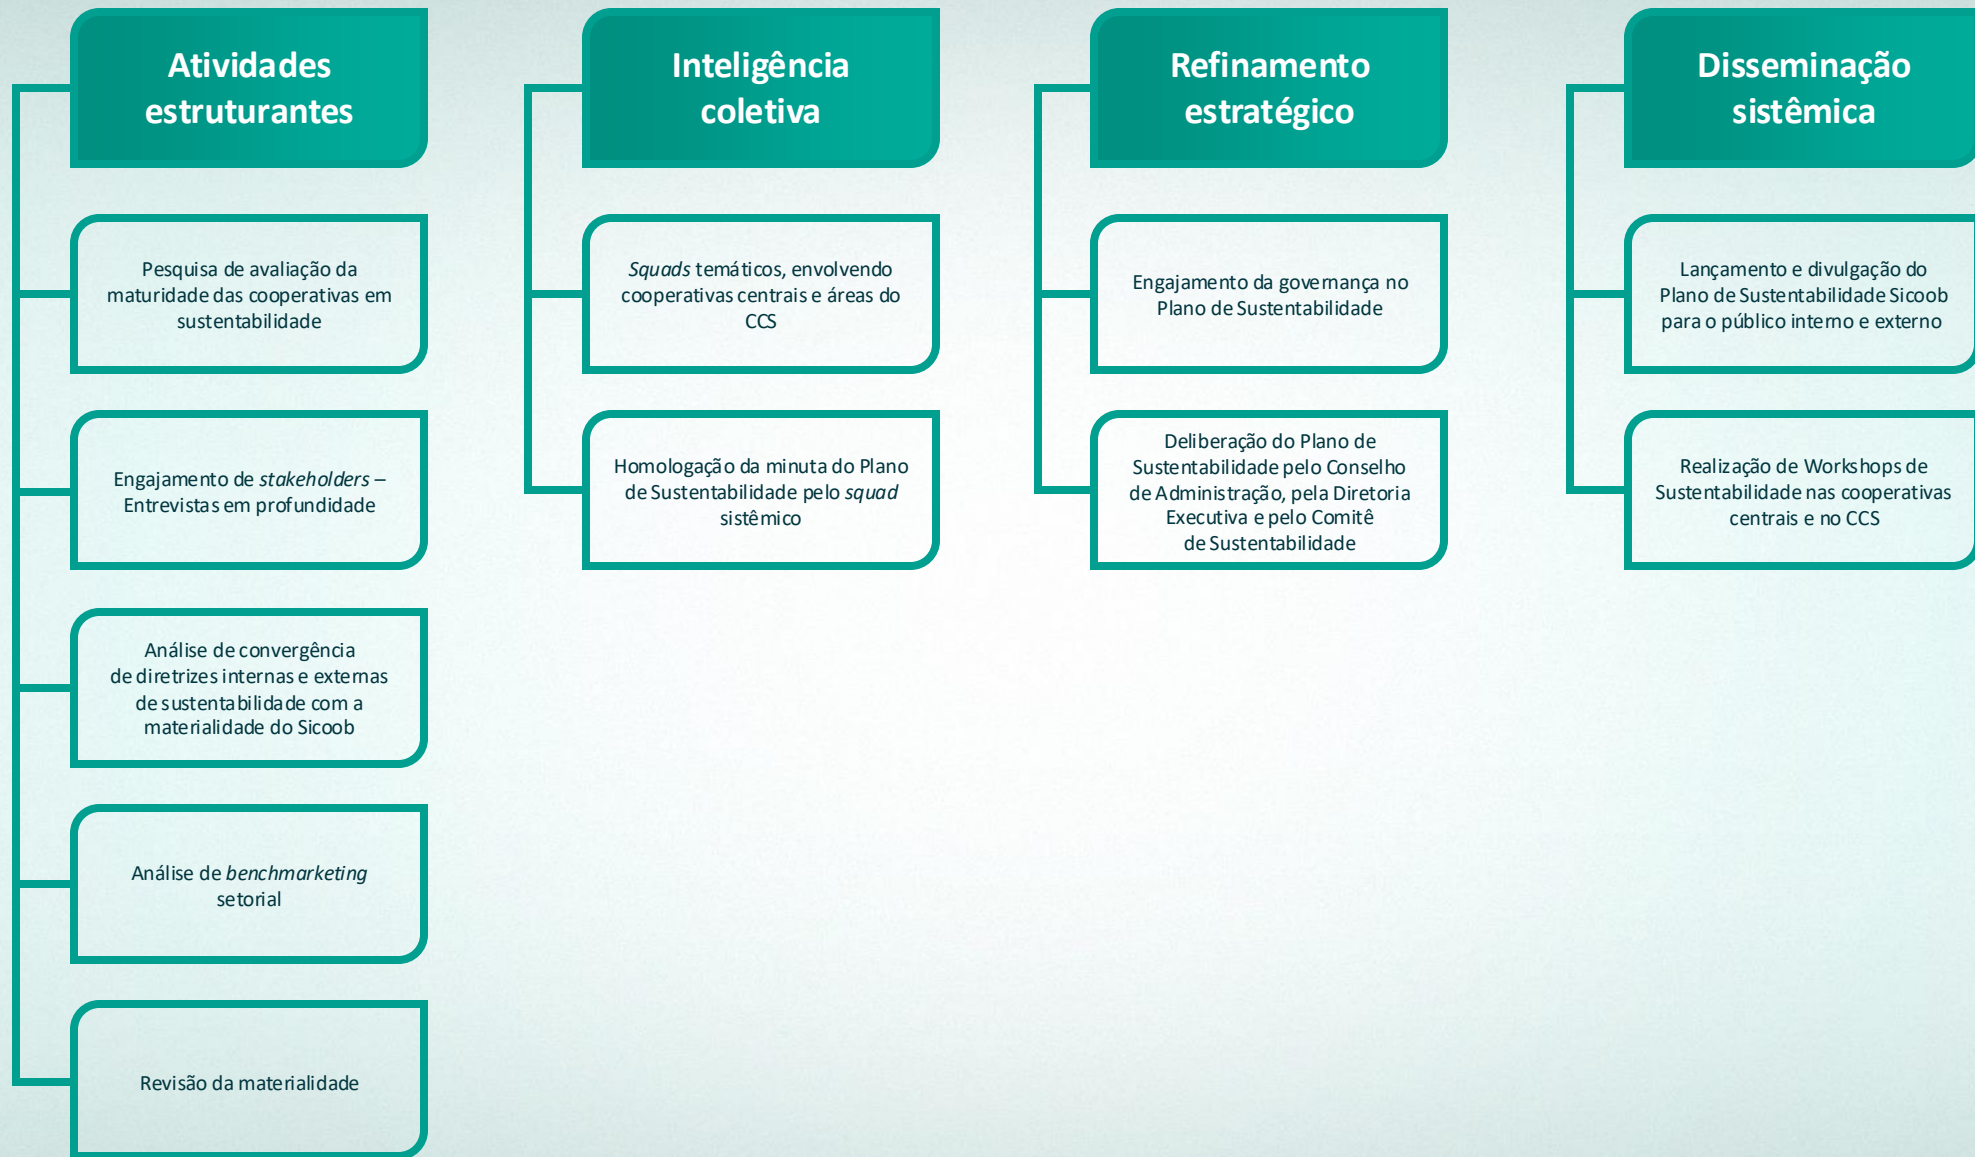 Atividades
estruturantes
Pesquisa de avaliação da
maturidade das cooperativas em
sustentabilidade
Engajamento de stakeholders –
Entrevistas em profundidade
Análise de convergência
de diretrizes internas e externas
de sustentabilidade com a
materialidade do Sicoob
Análise de benchmarketing
setorial
Revisão da materialidade
Inteligência
coletiva
Squads temáticos, envolvendo
cooperativas centrais e áreas do
CCS
Homologação da minuta do Plano
de Sustentabilidade pelo squad
sistêmico
Refinamento
estratégico
Engajamento da governança no
Plano de Sustentabilidade
Deliberação do Plano de
Sustentabilidade pelo Conselho
de Administração, pela Diretoria
Executiva e pelo Comitê
de Sustentabilidade
Disseminação
sistêmica
Lançamento e divulgação do
Plano de Sustentabilidade Sicoob
para o público interno e externo
Realização de Workshops de
Sustentabilidade nas cooperativas
centrais e no CCS